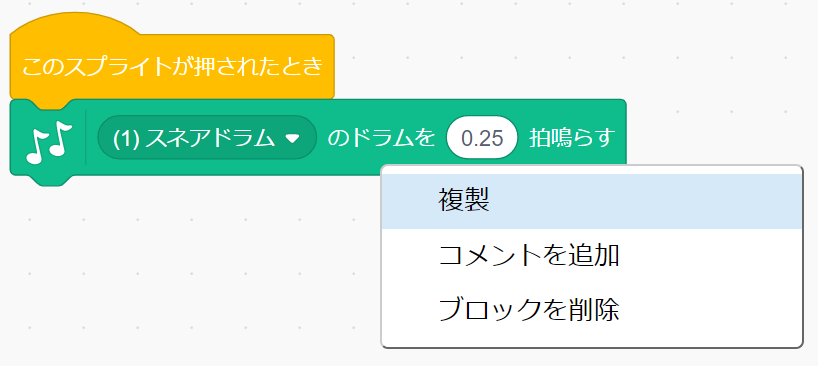 このスプライトが押されたとき
(1) スネアドラム のドラムを 0.25 拍鳴らす
複製
コメントを追加
ブロックを削除